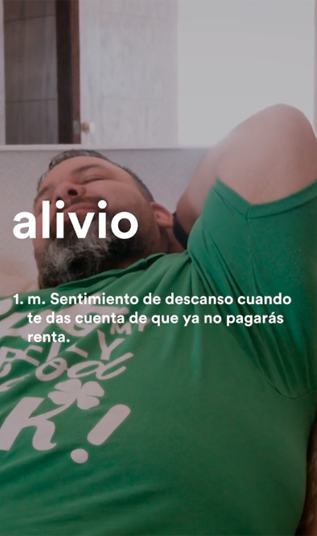 alivio
1. m. Sentimiento de descanso cuando
te das cuenta de que ya no pagarás
renta.
k!